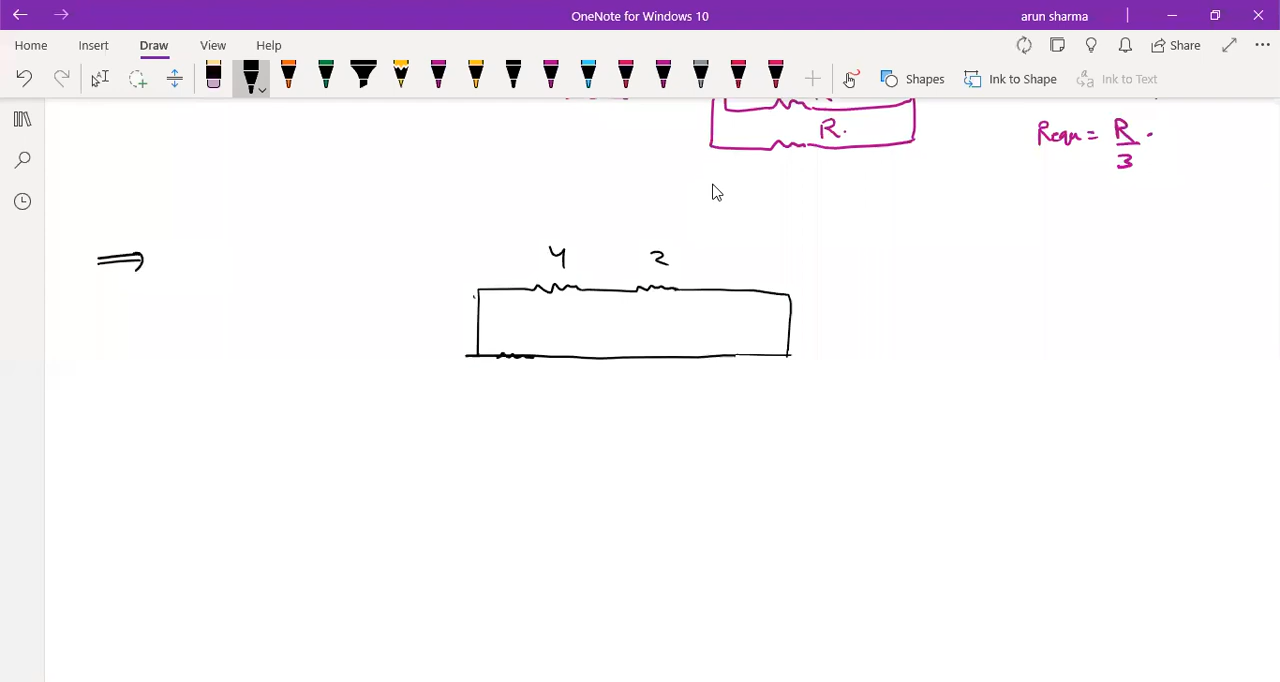 OneNote for Windows 10
arun sharma
Home Insert Draw View Help
Share
Shapes
Ink to Shape
Ink to Text
R.
Requ = R/3 .
4 2